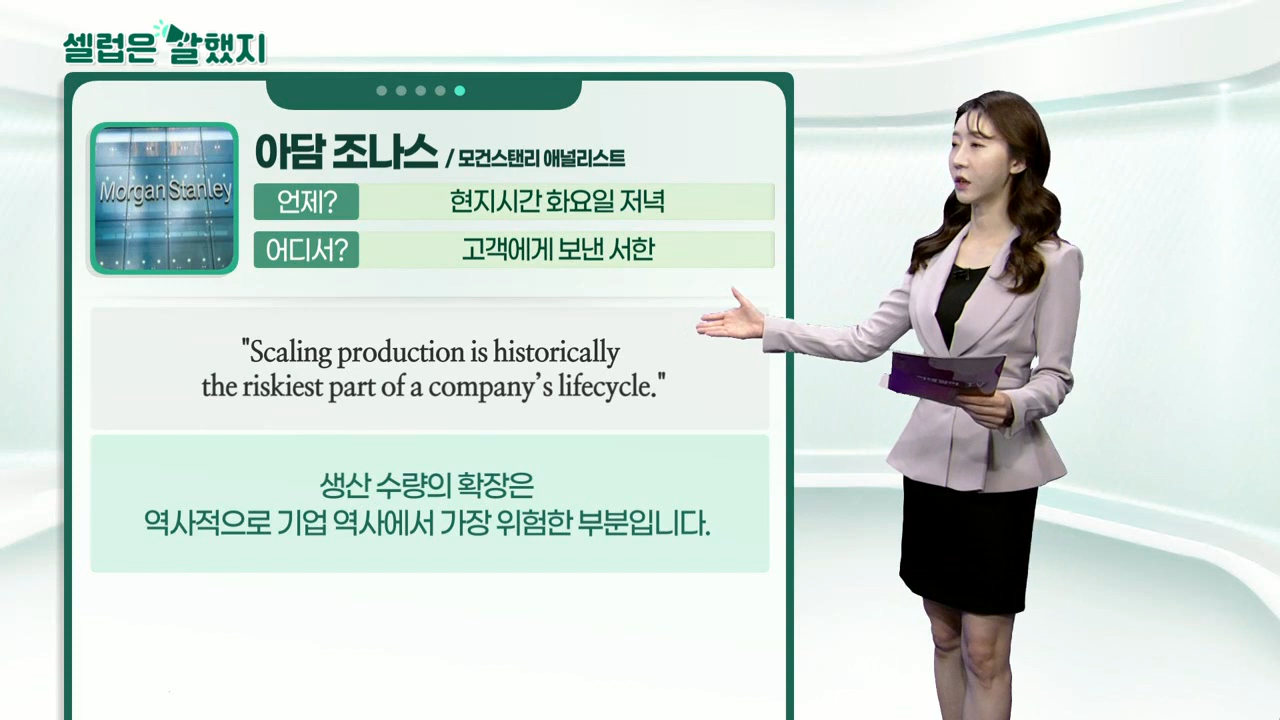 셀럽은 말했지
아담 조나스 / 모건스탠리 애널리스트
Morgan Stanley
언제? 현지시간 화요일 저녁
어디서? 고객에게 보낸 서한
"Scaling production is historically
the riskiest part of a company’s lifecycle."
생산 수량의 확장은
역사적으로 기업 역사에서 가장 위험한 부분입니다.